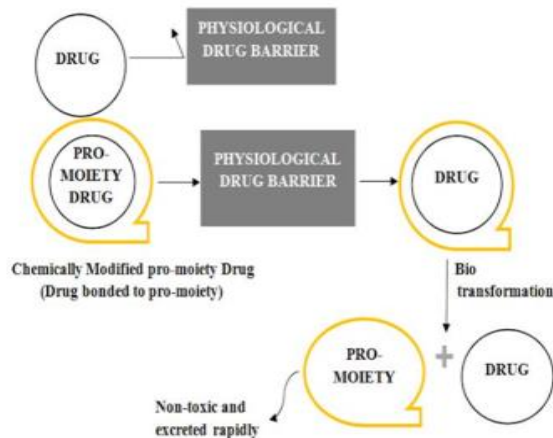 DRUG
PHYSIOLOGICAL
DRUG BARRIER
PRO-
MOIETY
DRUG
PHYSIOLOGICAL
DRUG BARRIER
DRUG
Chemically Modified pro-moiety Drug
(Drug bonded to pro-moiety)
Bio
transformation
PRO-
MOIETY
+
DRUG
Non-toxic and
excreted rapidly